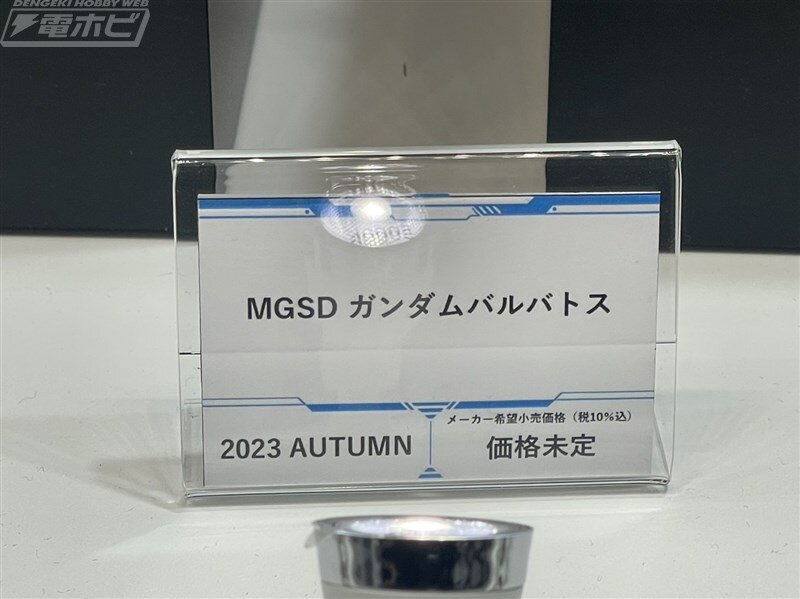 DENGEKI HOBBY WEB
電ホビ
MGSD ガンダムバルバトス
メーカー希望小売価格（税10%込）
2023 AUTUMN
価格未定